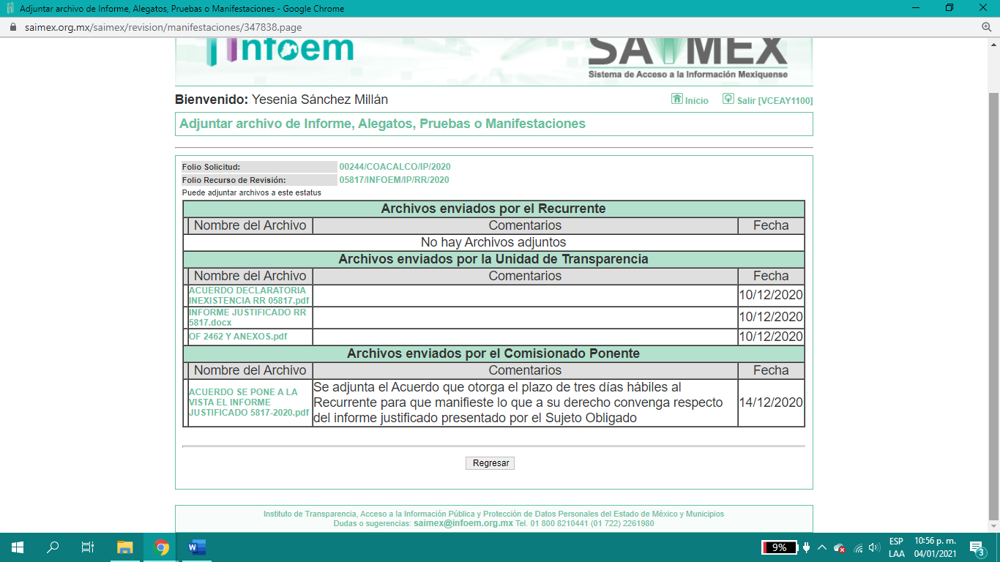 Adjuntar archivo de Informe, Alegatos, Pruebas o Manifestaciones - Google Chrome
saimex.org.mx/saimex/revision/manifestaciones/347838.page
infoem
SAIMEX
Sistema de Acceso a la Información Mexiquense
Bienvenido: Yesenia Sánchez Millán
Inicio Salir [VCEAY1100]
Adjuntar archivo de Informe, Alegatos, Pruebas o Manifestaciones
Folio Solicitud: 00244/COACALCO/IP/2020
Folio Recurso de Revisión: 05817/INFOEM/IP/RR/2020
Puede adjuntar archivos a este estatus
Archivos enviados por el Recurrente
Nombre del Archivo Comentarios Fecha
No hay Archivos adjuntos
Archivos enviados por la Unidad de Transparencia
Nombre del Archivo Comentarios Fecha
ACUERDO DECLARATORIA
INEXISTENCIA RR 05817.pdf
10/12/2020
INFORME JUSTIFICADO RR
5817.docx
10/12/2020
OF 2462 Y ANEXOS.pdf 10/12/2020
Archivos enviados por el Comisionado Ponente
Nombre del Archivo Comentarios Fecha
ACUERDO SE PONE A LA
VISTA EL INFORME
JUSTIFICADO 5817-2020.pdf
Se adjunta el Acuerdo que otorga el plazo de tres días hábiles al
Recurrente para que manifieste lo que a su derecho convenga respecto
del informe justificado presentado por el Sujeto Obligado
14/12/2020
Regresar
Instituto de Transparencia, Acceso a la Información Pública y Protección de Datos Personales del Estado de México y Municipios
Dudas o sugerencias: saimex@infoem.org.mx Tel. 01 800 8210441 (01 722) 2261980
9%
ESP
LAA
10:56 p. m.
04/01/2021
3